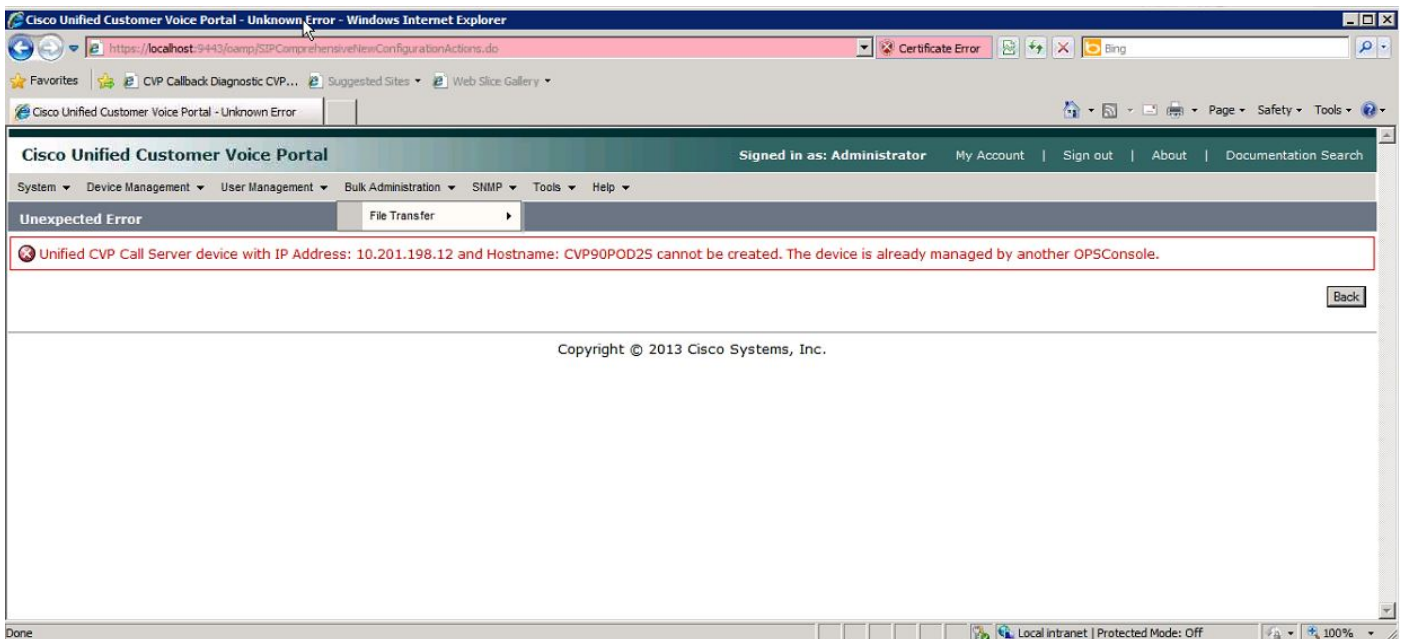 Cisco Unified Customer Voice Portal - Unknown Error - Windows Internet Explorer
https://localhost:9443/oamp/SIPComprehensiveNewConfigurationActions.do
Certificate Error
Bing
Favorites
CVP Callback Diagnostic CVP...
Suggested Sites
Web Slice Gallery
Cisco Unified Customer Voice Portal - Unknown Error
Page
Safety
Tools
Cisco Unified Customer Voice Portal
Signed in as: Administrator
My Account | Sign out | About | Documentation Search
System
Device Management
User Management
Bulk Administration
SNMP
Tools
Help
Unexpected Error
File Transfer
Unified CVP Call Server device with IP Address: 10.201.198.12 and Hostname: CVP90POD2S cannot be created. The device is already managed by another OPSConsole.
Back
Copyright © 2013 Cisco Systems, Inc.
Done
Local intranet | Protected Mode: Off
100%